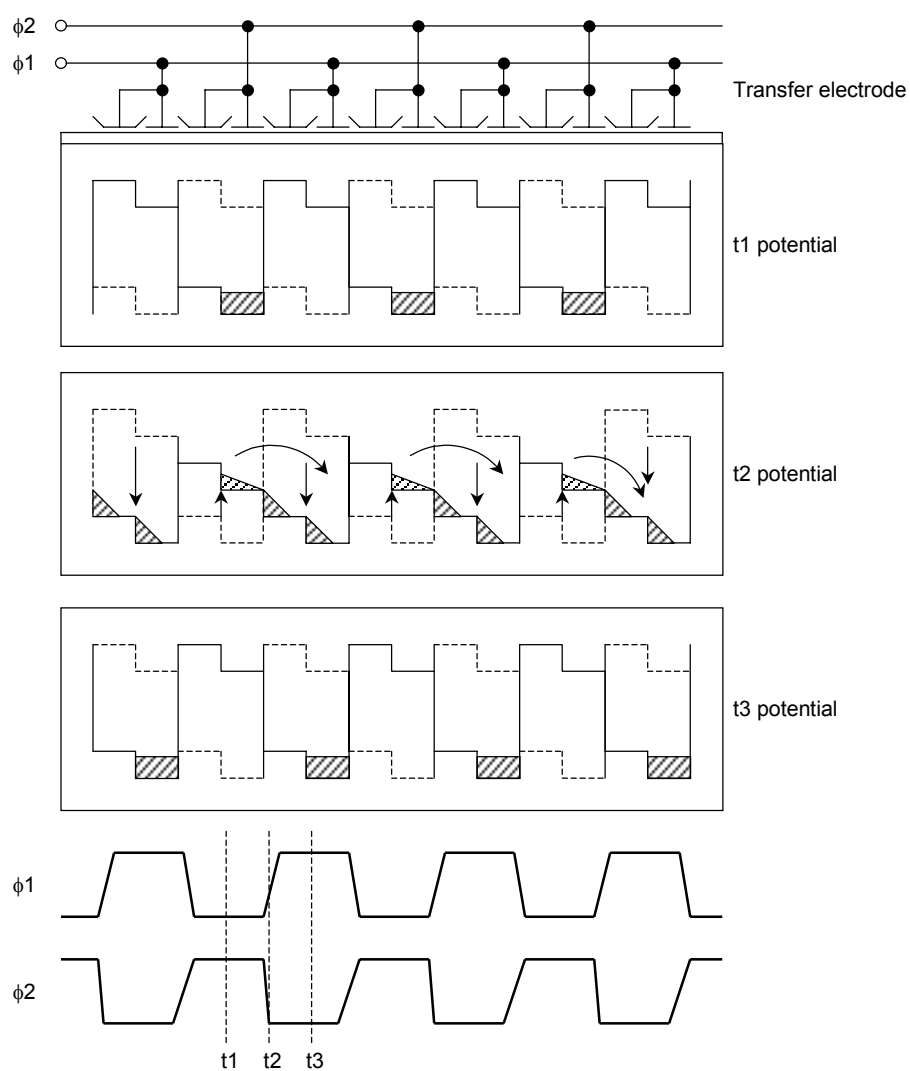 ϕ2
ϕ1
Transfer electrode
t1 potential
t2 potential
t3 potential
ϕ1
ϕ2
t1 t2 t3